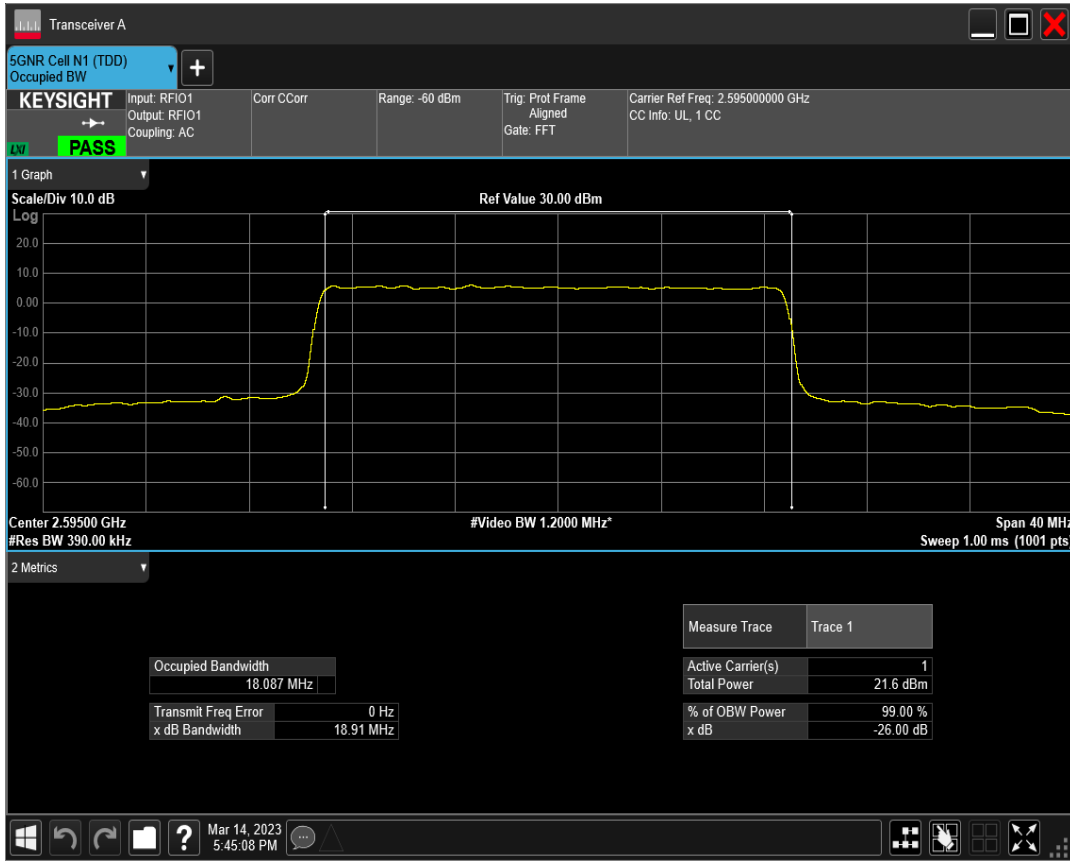 Transceiver A
5GNR Cell N1 (TDD)
Occupied BW
+
KEYSIGHT
LXI
PASS
Input: RFIO1
Output: RFIO1
Coupling: AC
Corr CCorr
Range: -60 dBm
Trig: Prot Frame
Aligned
Gate: FFT
Carrier Ref Freq: 2.595000000 GHz
CC Info: UL, 1 CC
1 Graph
Scale/Div 10.0 dB
Ref Value 30.00 dBm
Log
20.0
10.0
0.00
-10.0
-20.0
-30.0
-40.0
-50.0
-60.0
Center 2.59500 GHz
#Video BW 1.2000 MHz*
Span 40 MHz
#Res BW 390.00 kHz
Sweep 1.00 ms (1001 pts)
2 Metrics
Measure Trace Trace 1
Occupied Bandwidth
18.087 MHz
Active Carrier(s) 1
Total Power 21.6 dBm
Transmit Freq Error 0 Hz
x dB Bandwidth 18.91 MHz
% of OBW Power 99.00 %
x dB -26.00 dB
?
Mar 14, 2023
5:45:08 PM